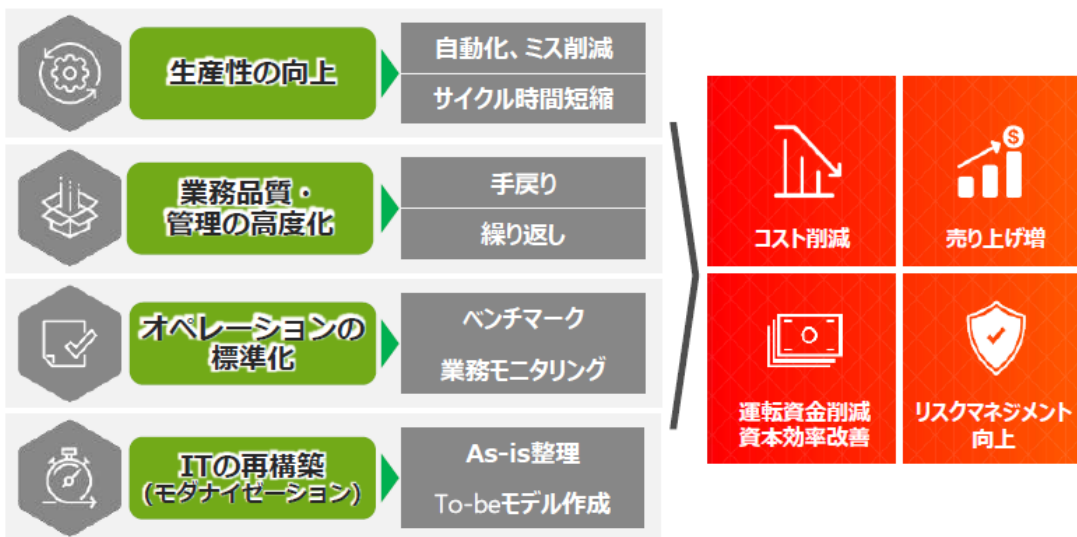 生産性の向上
自動化、ミス削減
サイクル時間短縮
業務品質・
管理の高度化
手戻り
繰り返し
オペレーションの
標準化
ベンチマーク
業務モニタリング
ITの再構築
(モダナイゼーション)
As-is整理
To-beモデル作成
コスト削減
$
売り上げ増
運転資金削減
資本効率改善
リスクマネジメント
向上